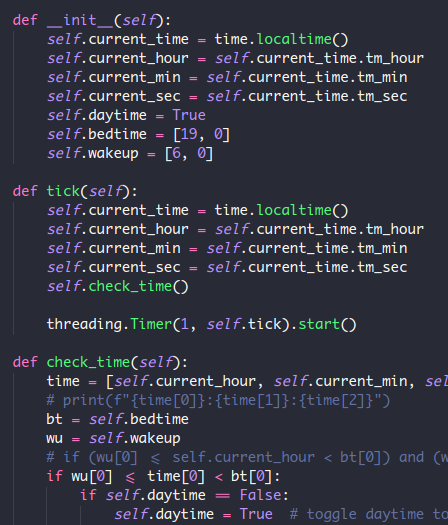 def __init__(self):
    self.current_time = time.localtime()
    self.current_hour = self.current_time.tm_hour
    self.current_min = self.current_time.tm_min
    self.current_sec = self.current_time.tm_sec
    self.daytime = True
    self.bedtime = [19, 0]
    self.wakeup = [6, 0]
def tick(self):
    self.current_time = time.localtime()
    self.current_hour = self.current_time.tm_hour
    self.current_min = self.current_time.tm_min
    self.current_sec = self.current_time.tm_sec
    self.check_time()
    threading.Timer(1, self.tick).start()
def check_time(self):
    time = [self.current_hour, self.current_min, sel
    # print(f"{time[0]}:{time[1]}:{time[2]}")
    bt = self.bedtime
    wu = self.wakeup
    # if (wu[0] ⩽ self.current_hour < bt[0]) and (w
    if wu[0] ⩽ time[0] < bt[0]:
        if self.daytime == False:
            self.daytime = True  # toggle daytime to